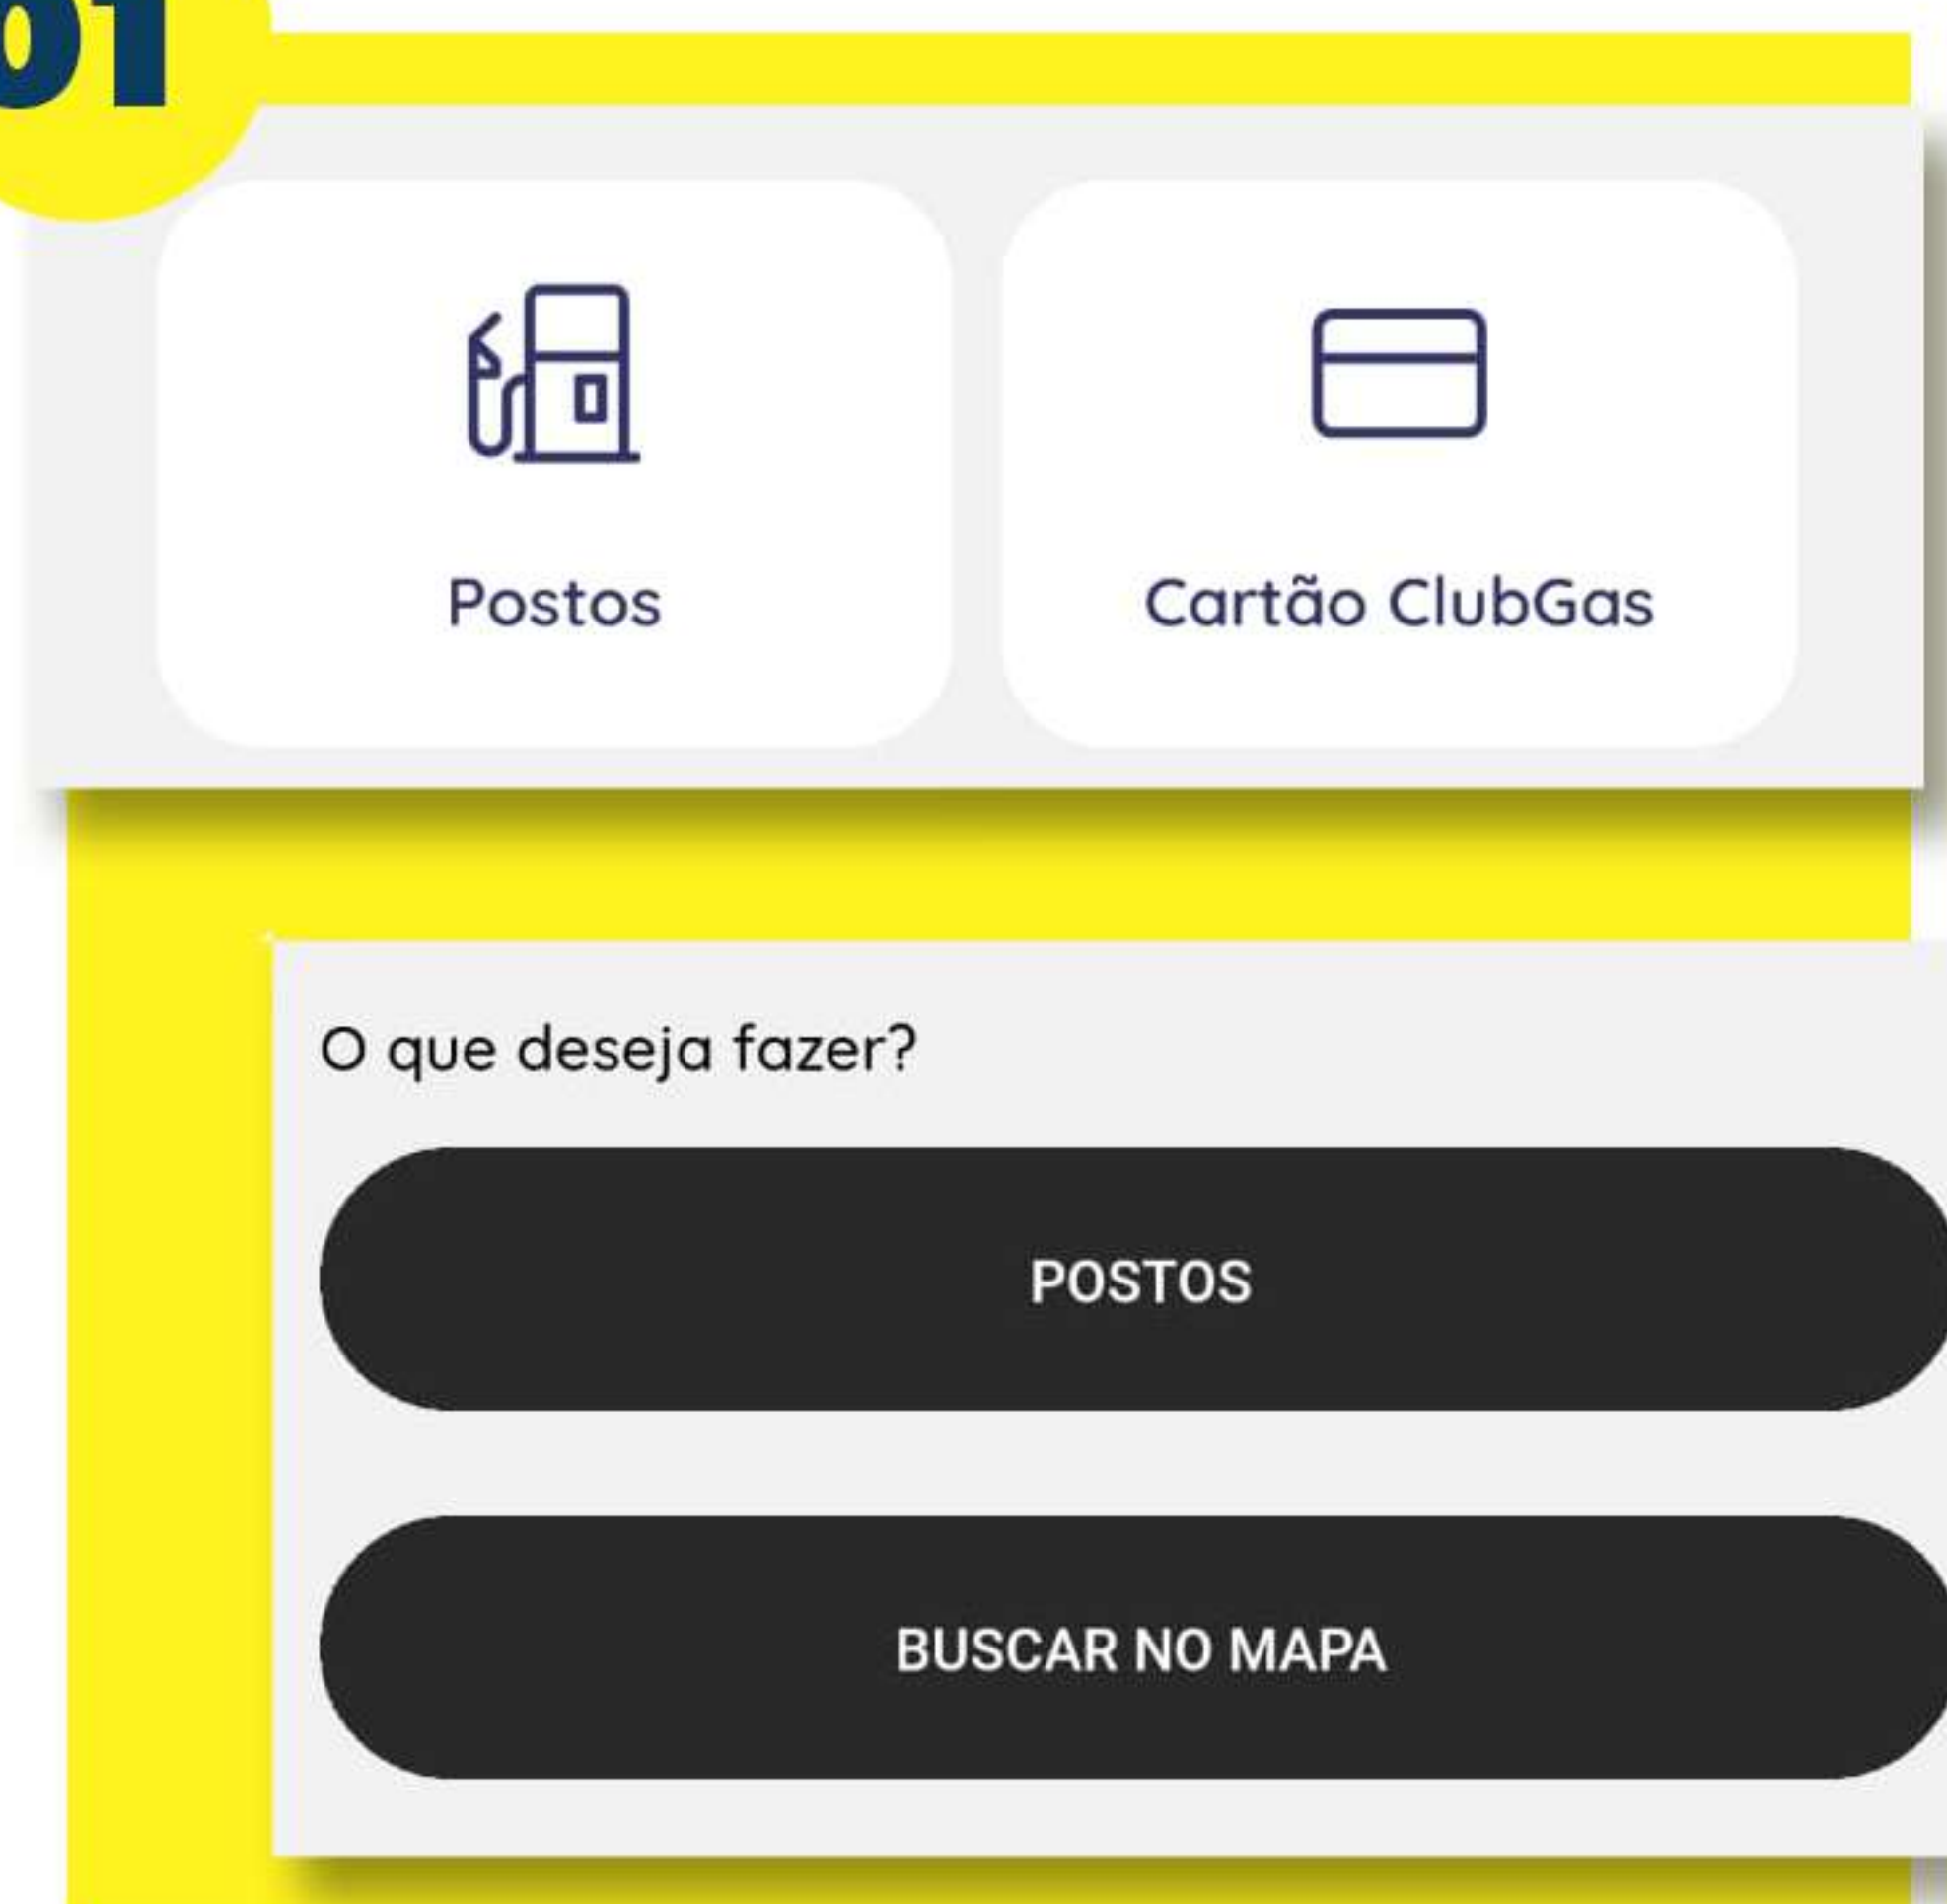 01
Postos
Cartão ClubGas
O que deseja fazer?
POSTOS
BUSCAR NO MAPA